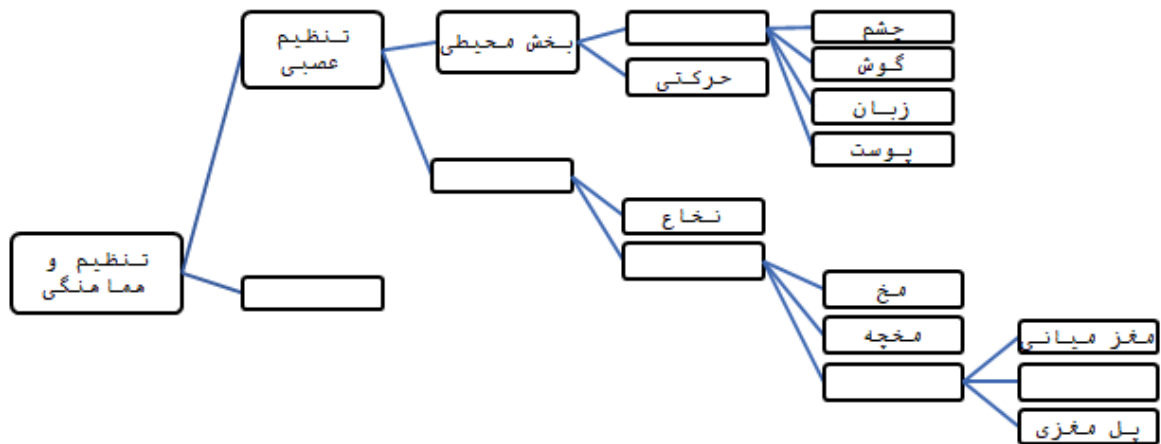 تنظیم و
هماهنگی
تنظیم
عصبی
بخش محیطی
حرکتی
چشم
گوش
زبان
پوست
نخاع
مخ
مخچه
مغز میانی
پل مغزی